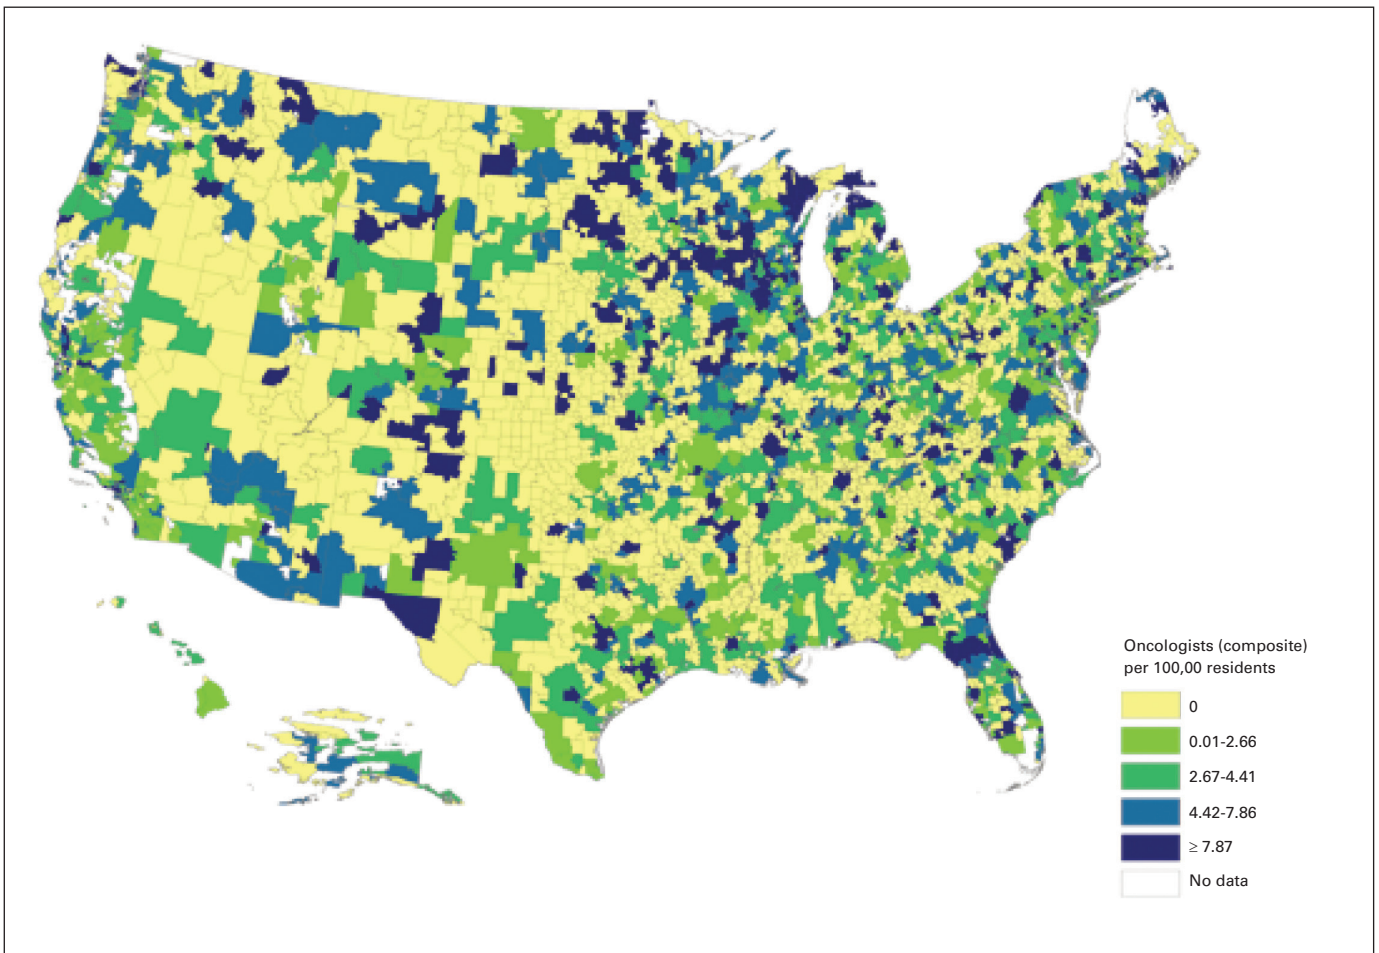 Oncologists (composite)
per 100,00 residents
0
0.01-2.66
2.67-4.41
4.42-7.86
≥ 7.87
No data